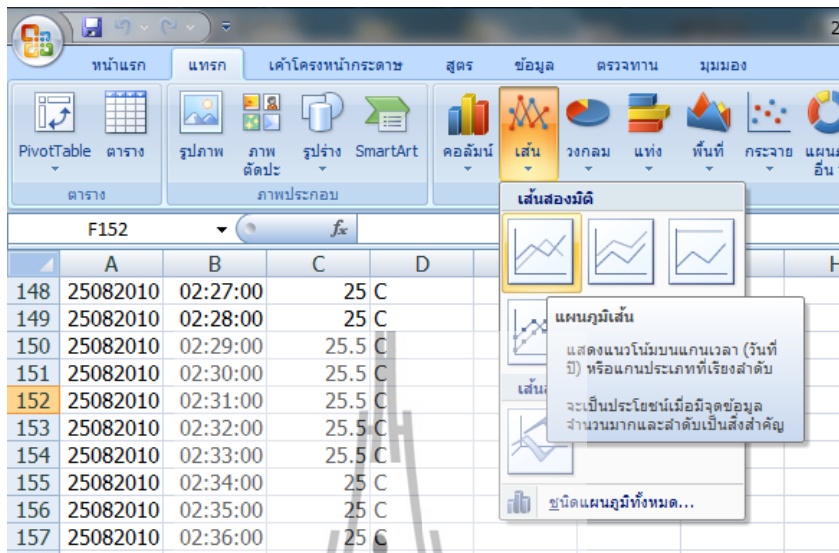 2
หน้าแรก แทรก เค้าโครงหน้ากระดาษ สูตร ข้อมูล ตรวจทาน มุมมอง
PivotTable ตาราง รูปภาพ ภาพตัดปะ รูปร่าง SmartArt คอลัมน์ เส้น วงกลม แท่ง พื้นที่ กระจาย แผนภ อื่น
ตาราง ภาพประกอบ
เส้นสองมิติ
F152 fx
A B C D H
148 25082010 02:27:00 25 C
149 25082010 02:28:00 25 C
150 25082010 02:29:00 25.5 C
151 25082010 02:30:00 25.5 C
152 25082010 02:31:00 25.5 C
153 25082010 02:32:00 25.5 C
154 25082010 02:33:00 25.5 C
155 25082010 02:34:00 25 C
156 25082010 02:35:00 25 C
157 25082010 02:36:00 25 C
แผนภูมิเส้น
แสดงแนวโน้มบนแกนเวลา (วันที่
ปี) หรือแกนประเภทที่เรียงลำดับ
จะเป็นประโยชน์เมื่อมีจุดข้อมูล
จำนวนมากและลำดับเป็นสิ่งสำคัญ
เส้น
ชนิดแผนภูมิทั้งหมด...